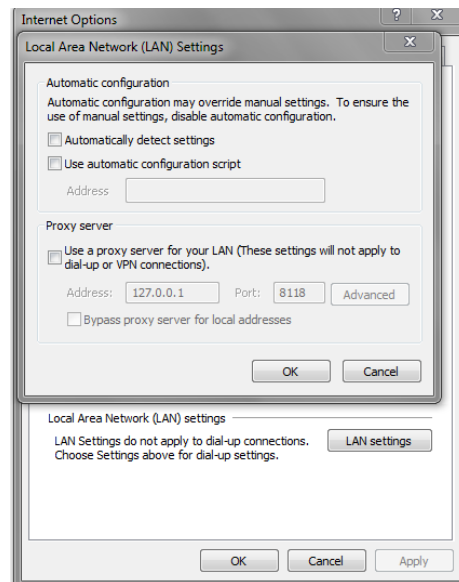 Internet Options
Local Area Network (LAN) Settings
Automatic configuration
Automatic configuration may override manual settings. To ensure the
use of manual settings, disable automatic configuration.
Automatically detect settings
Use automatic configuration script
Address
Proxy server
Use a proxy server for your LAN (These settings will not apply to
dial-up or VPN connections).
Address: 127.0.0.1 Port: 8118 Advanced
Bypass proxy server for local addresses
OK Cancel
Local Area Network (LAN) settings
LAN Settings do not apply to dial-up connections. LAN settings
Choose Settings above for dial-up settings.
OK Cancel Apply